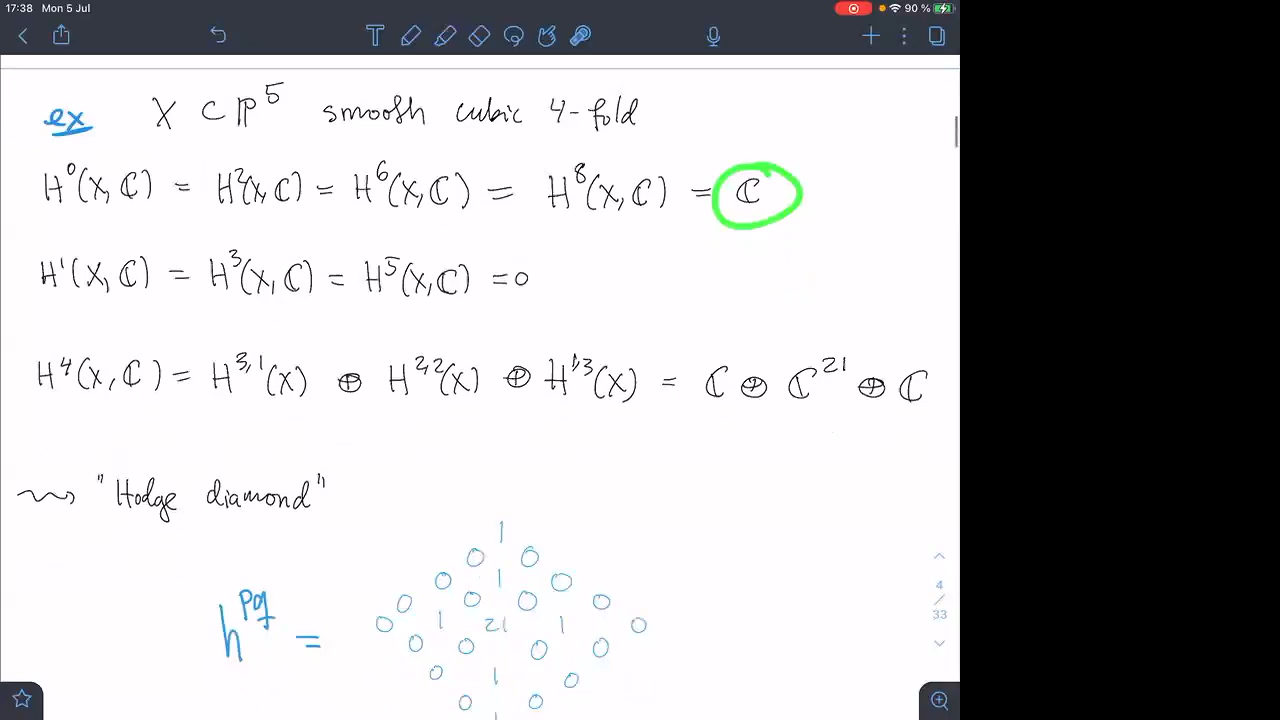 17:38 Mon 5 Jul
90 %
ex X ⊂ ℙ⁵ smooth cubic 4-fold
H⁰(X, ℂ) = H²(X, ℂ) = H⁶(X, ℂ) = H⁸(X, ℂ) = ℂ
H¹(X, ℂ) = H³(X, ℂ) = H⁵(X, ℂ) = 0
H⁴(X, ℂ) = H³,¹(X) ⊕ H²,²(X) ⊕ H¹,³(X) = ℂ ⊕ ℂ²¹ ⊕ ℂ
⇝ "Hodge diamond"
1
0 0
0 1 0
0 0 0 0
h^pq = 0 1 21 1 0
0 0 0 0
0 1 0
0 0
1
4
/
33